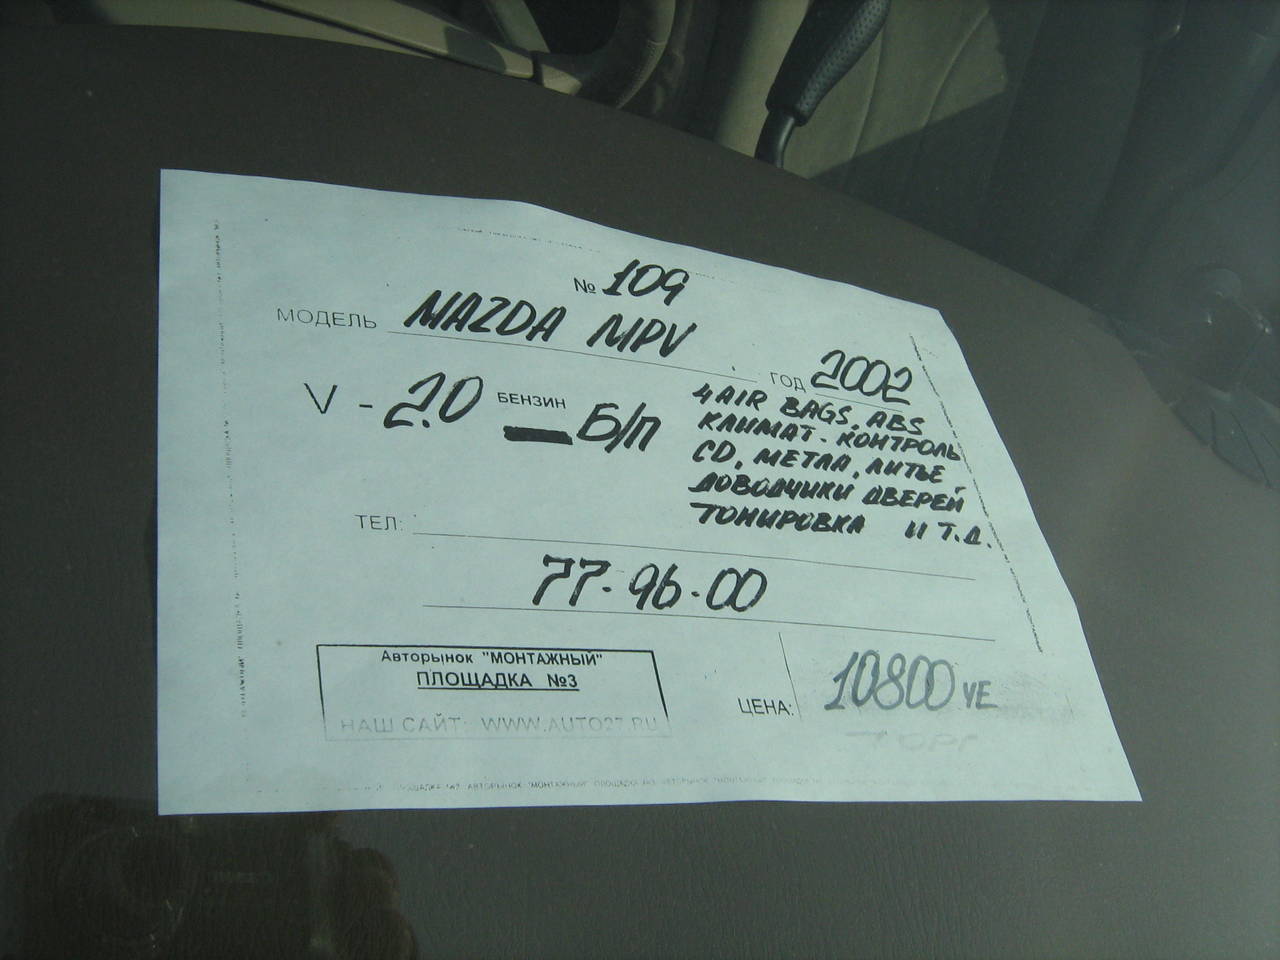 № 109
МОДЕЛЬ MAZDA MPV
ГОД 2002
V - 2.0 БЕНЗИН Б/П
4 AIR BAGS, ABS
КЛИМАТ-КОНТРОЛЬ
CD, МЕТАЛ, ЛИТЬЕ
ДОВОДЧИКИ ДВЕРЕЙ
ТОНИРОВКА И Т.Д.
ТЕЛ:
77-96-00
Авторынок "МОНТАЖНЫЙ"
ПЛОЩАДКА №3
НАШ САЙТ: WWW.AUTO27.RU
ЦЕНА: 10800 УЕ
ТОРГ